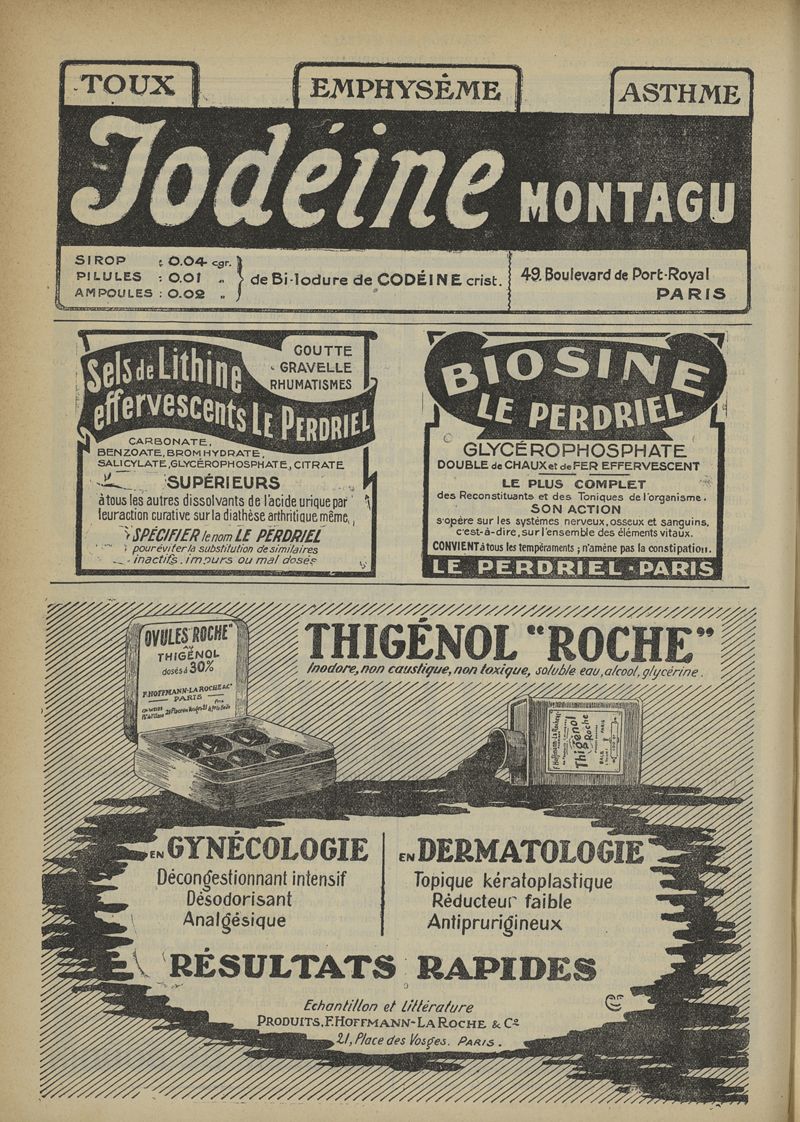 TOUX
EMPHYSÈME
ASTHME
Iodéine MONTAGU
SIROP : 0.04 cgr.
PILULES : 0.01 „
AMPOULES : 0.02 „
de Bi-Iodure de CODÉINE crist.
49. Boulevard de Port-Royal
PARIS
Sels de Lithine
effervescents LE PERDRIEL
GOUTTE
GRAVELLE
RHUMATISMES
CARBONATE,
BENZOATE, BROMHYDRATE,
SALICYLATE, GLYCÉROPHOSPHATE, CITRATE
SUPÉRIEURS
à tous les autres dissolvants de l'acide urique par
leur action curative sur la diathèse arthritique même,
SPÉCIFIER le nom LE PERDRIEL
pour éviter la substitution de similaires
inactifs, impurs ou mal dosés
BIOSINE
LE PERDRIEL
GLYCÉROPHOSPHATE
DOUBLE de CHAUX et de FER EFFERVESCENT
LE PLUS COMPLET
des Reconstituants et des Toniques de l'organisme.
SON ACTION
s'opère sur les systèmes nerveux, osseux et sanguins,
c'est-à-dire, sur l'ensemble des éléments vitaux.
CONVIENT à tous les tempéraments ; n'amène pas la constipation.
LE PERDRIEL - PARIS
THIGÉNOL "ROCHE"
Inodore, non caustique, non toxique, soluble eau, alcool, glycérine.
OVULES "ROCHE"
AU
THIGÉNOL
dosés à 30%
F. HOFFMANN-LA ROCHE & Cº
PARIS
Thigénol
Roche
EN GYNÉCOLOGIE
Décongestionnant intensif
Désodorisant
Analgésique
EN DERMATOLOGIE
Topique kératoplastique
Réducteur faible
Antiprurigineux
RÉSULTATS RAPIDES
Echantillon et Littérature
PRODUITS. F. HOFFMANN-LA ROCHE & Cº
21, Place des Vosges. PARIS.